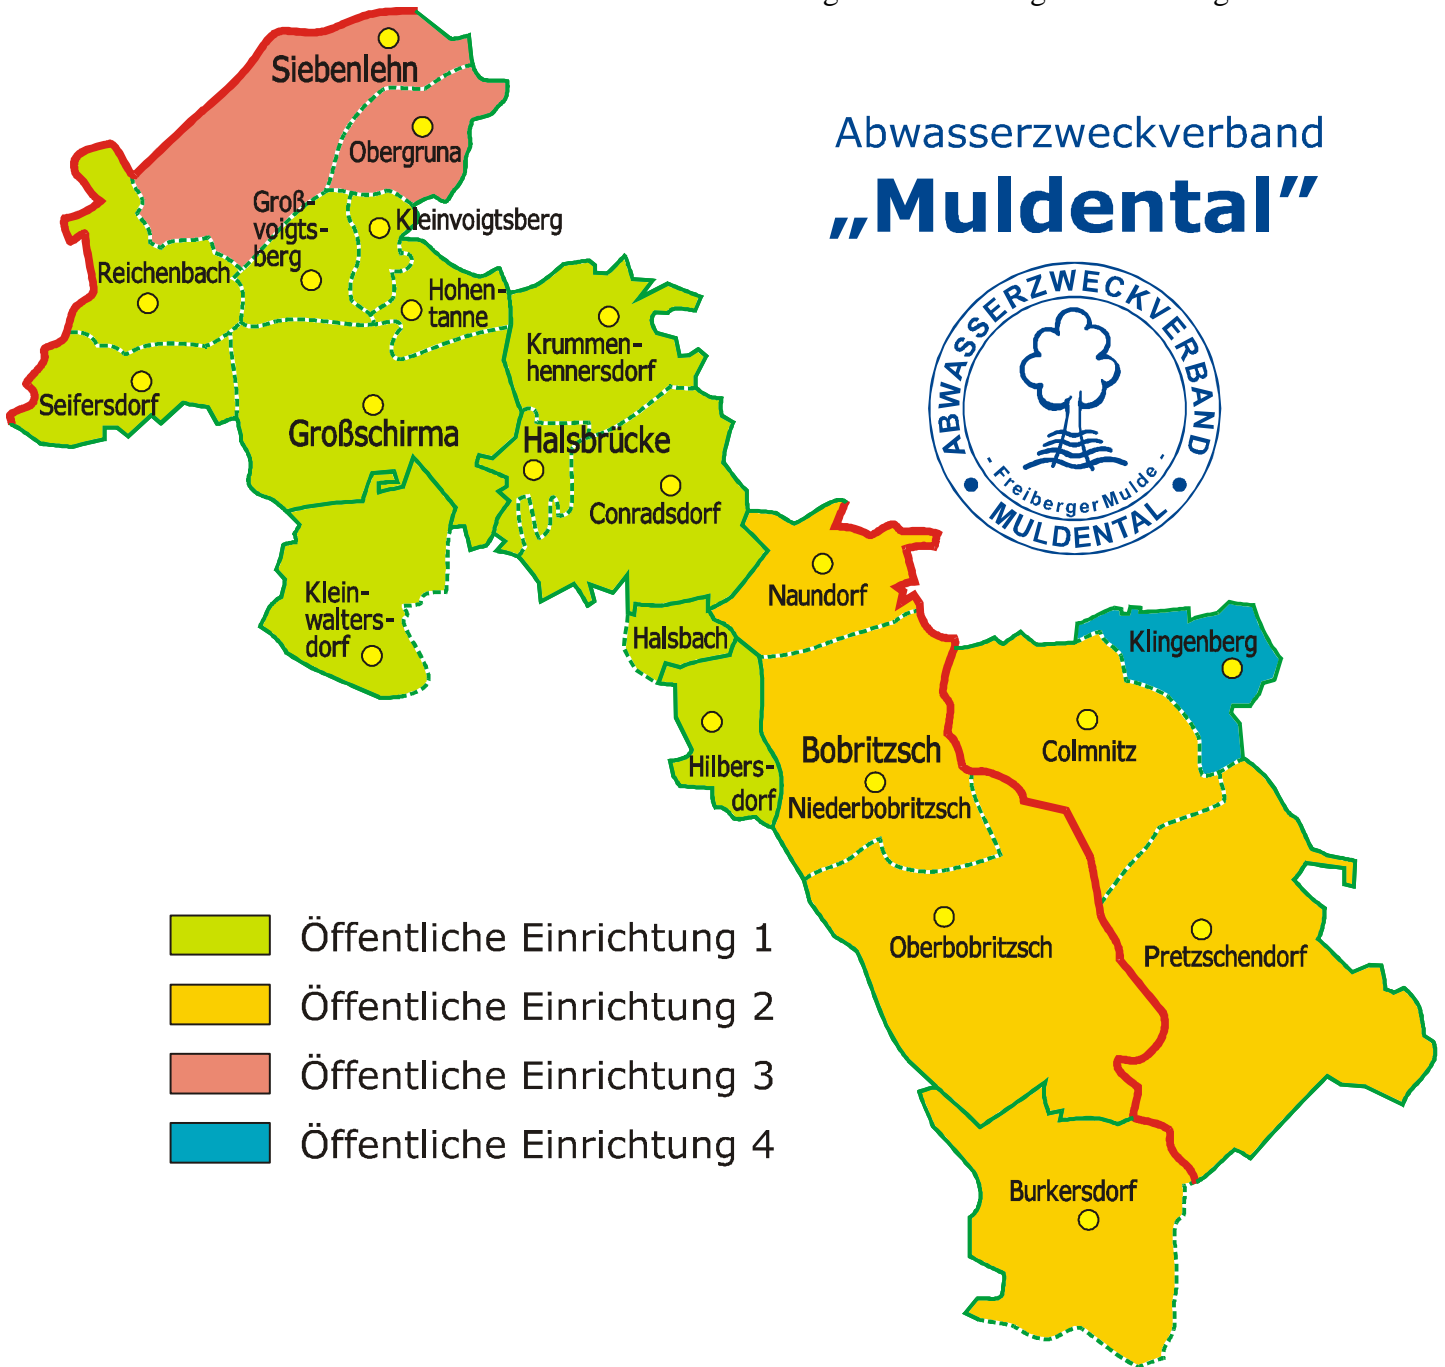 Siebenlehn
Obergruna
Groß-
voigts-
berg
Kleinvoigtsberg
Reichenbach
Hohen-
tanne
Krummen-
hennersdorf
Seifersdorf
Großschirma
Halsbrücke
Conradsdorf
Klein-
walters-
dorf
Naundorf
Halsbach
Hilbers-
dorf
Bobritzsch
Niederbobritzsch
Oberbobritzsch
Klingenberg
Colmnitz
Pretzschendorf
Burkersdorf
Abwasserzweckverband
„Muldental”
ABWASSERZWECKVERBAND
- Freiberger Mulde -
• MULDENTAL •
Öffentliche Einrichtung 1
Öffentliche Einrichtung 2
Öffentliche Einrichtung 3
Öffentliche Einrichtung 4